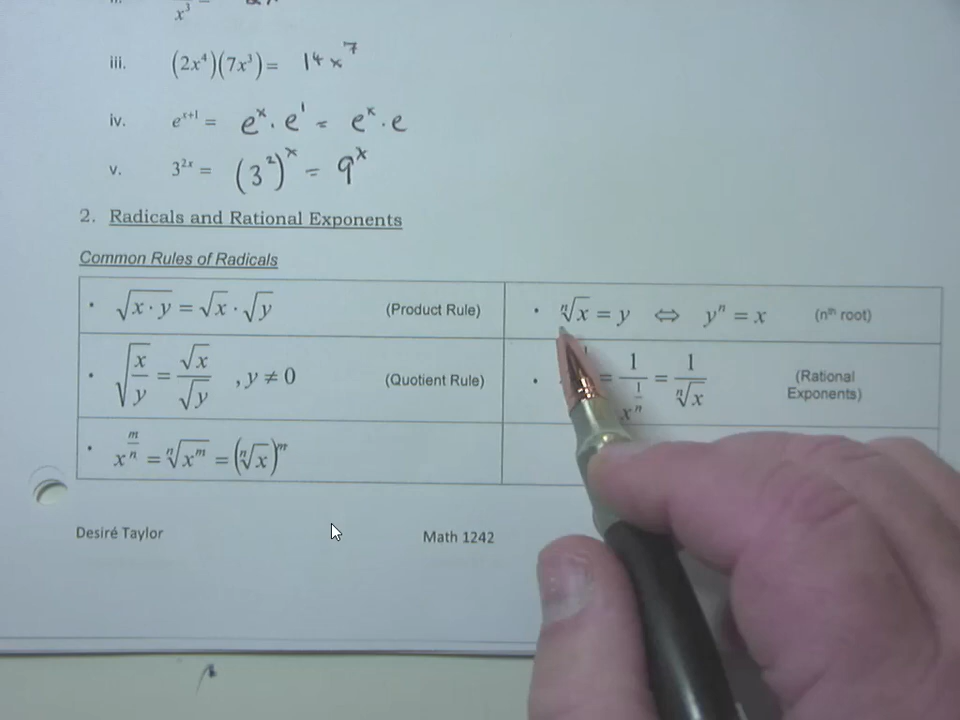 x³
iii. (2x⁴)(7x³) = 14x⁷
iv. eˣ⁺¹ = eˣ · e¹ = eˣ · e
v. 3²ˣ = (3²)ˣ = 9ˣ
2. Radicals and Rational Exponents
Common Rules of Radicals
• √(x · y) = √x · √y (Product Rule)
• ⁿ√x = y ⇔ yⁿ = x (nᵗʰ root)
• √(x/y) = √x/√y , y ≠ 0 (Quotient Rule)
• = 1/x^(1/n) = 1/ⁿ√x (Rational Exponents)
• x^(m/n) = ⁿ√(xᵐ) = (ⁿ√x)ᵐ
Desiré Taylor Math 1242